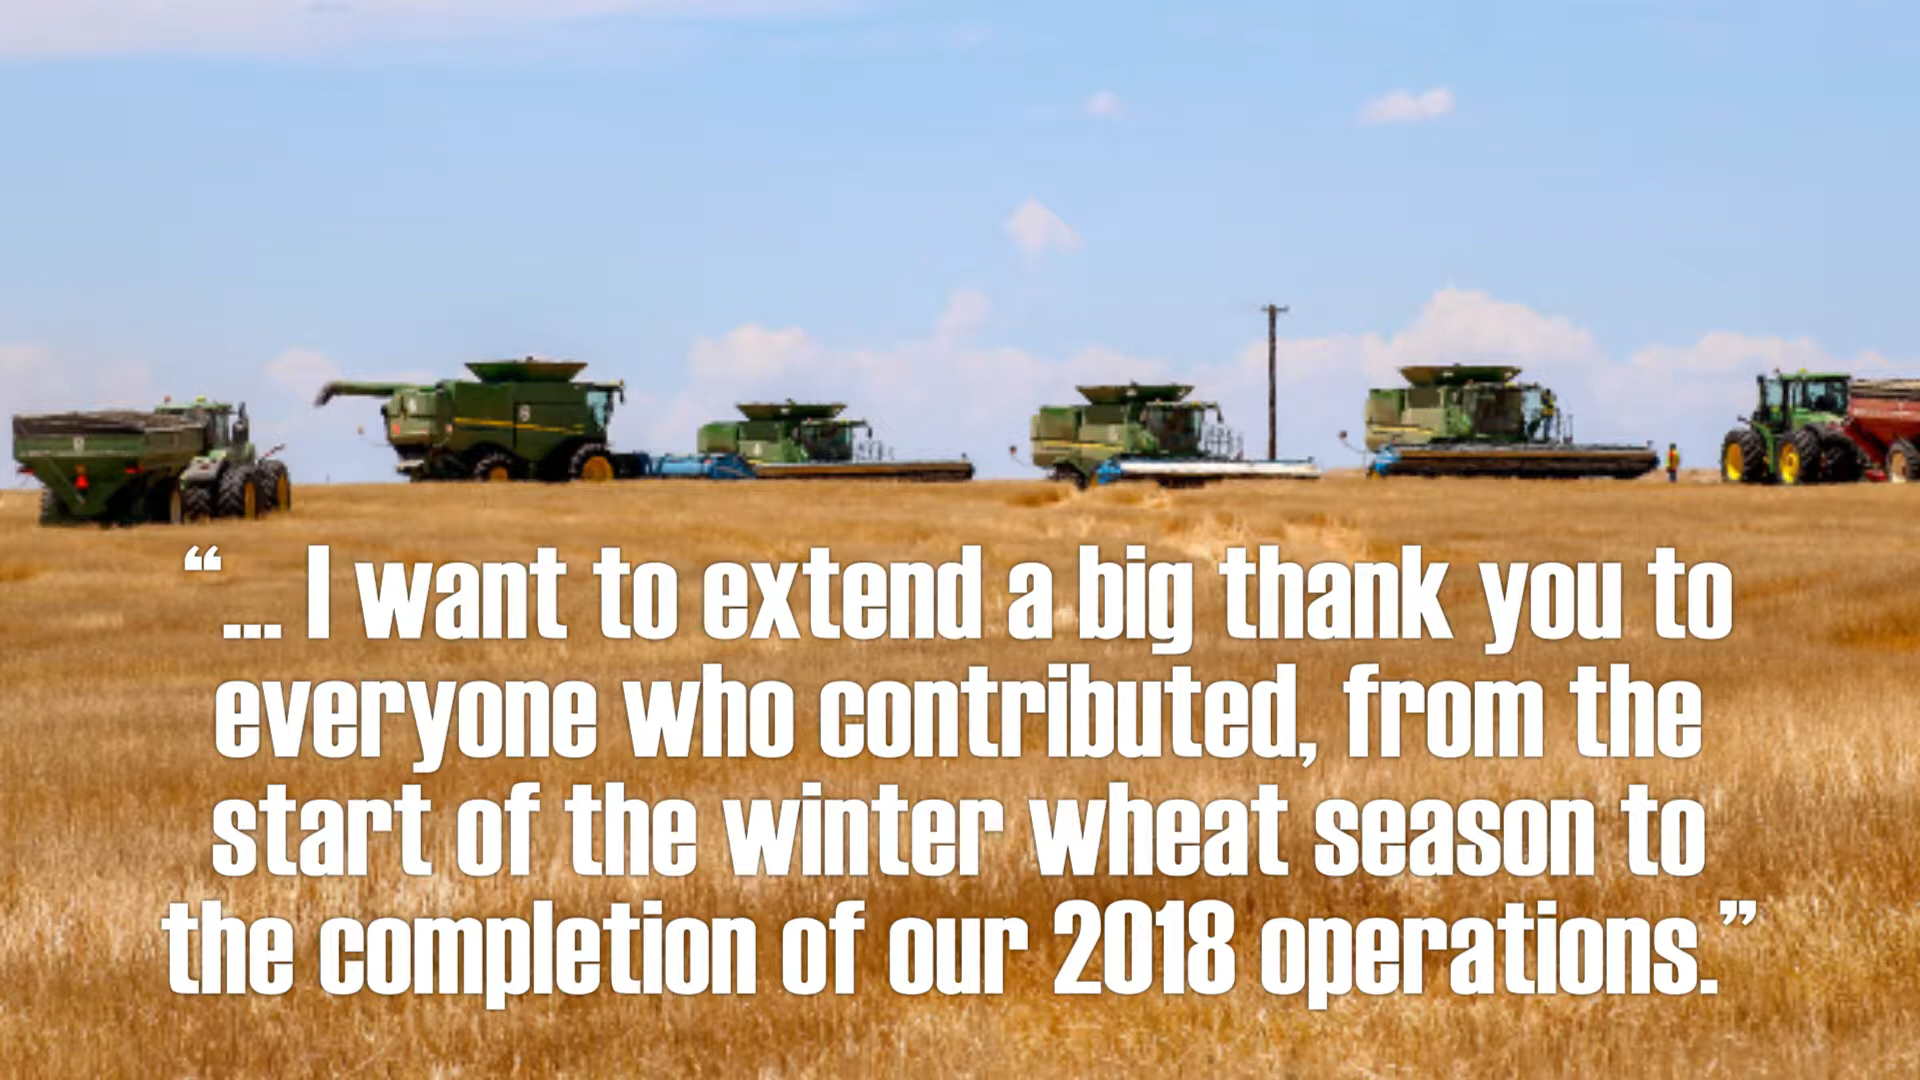 “... I want to extend a big thank you to
everyone who contributed, from the
start of the winter wheat season to
the completion of our 2018 operations.”